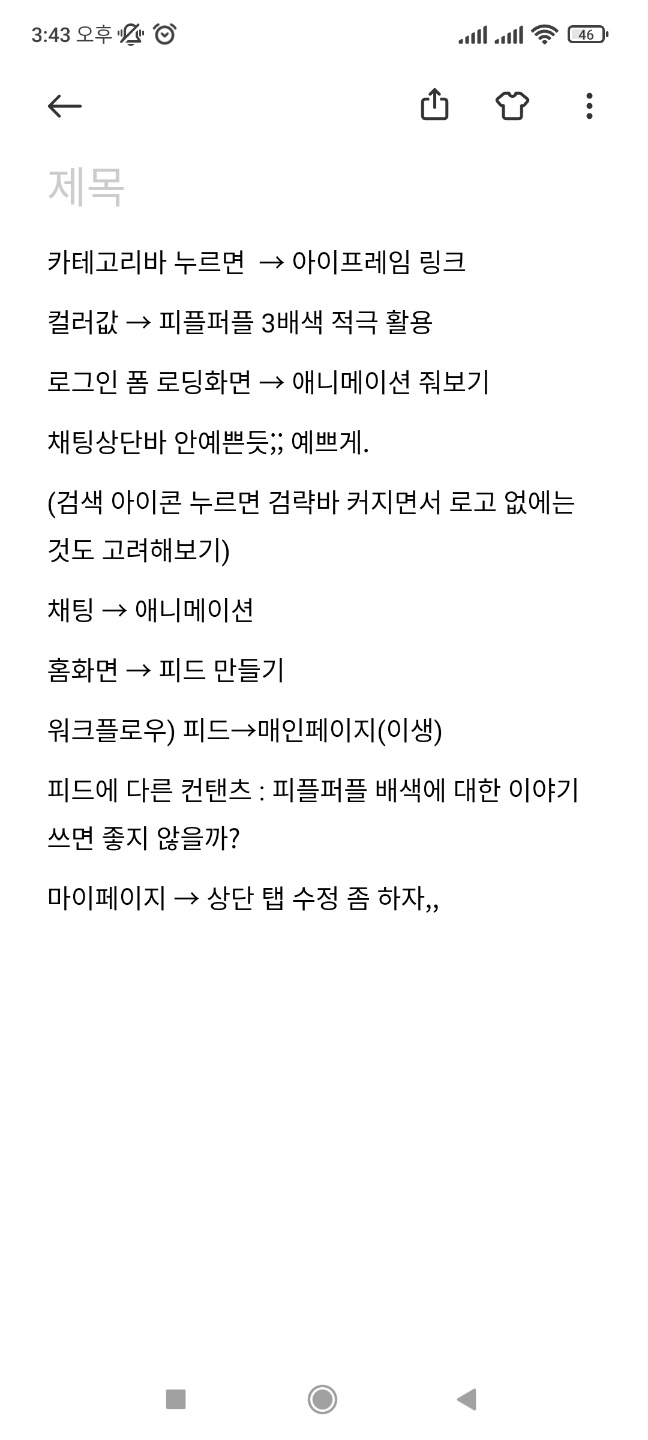 3:43 오후
46
제목
카테고리바 누르면 → 아이프레임 링크
컬러값 → 피플퍼플 3배색 적극 활용
로그인 폼 로딩화면 → 애니메이션 줘보기
채팅상단바 안예쁜듯;; 예쁘게.
(검색 아이콘 누르면 검략바 커지면서 로고 없에는
것도 고려해보기)
채팅 → 애니메이션
홈화면 → 피드 만들기
워크플로우) 피드→매인페이지(이생)
피드에 다른 컨탠츠 : 피플퍼플 배색에 대한 이야기
쓰면 좋지 않을까?
마이페이지 → 상단 탭 수정 좀 하자,,